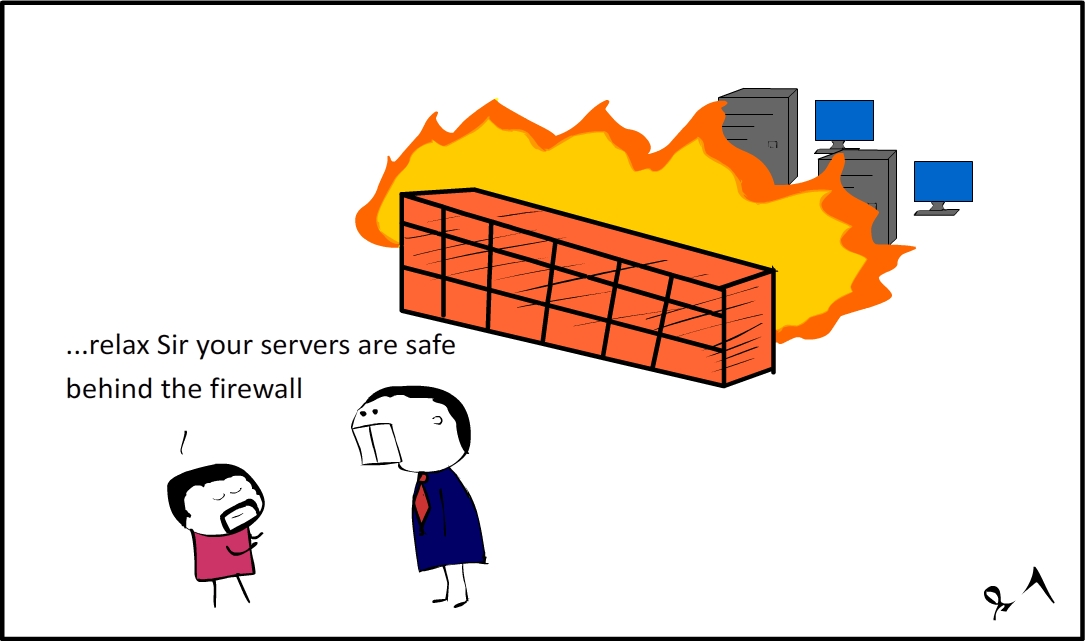 ...relax Sir your servers are safe
behind the firewall